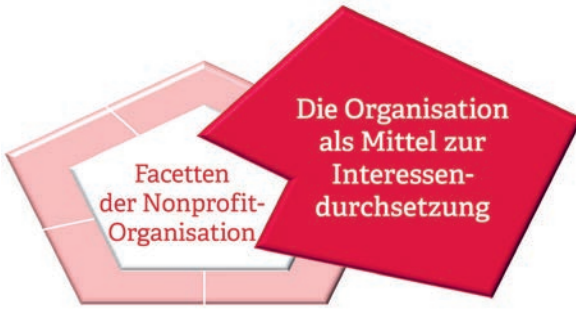 Facetten
der Nonprofit-
Organisation
Die Organisation
als Mittel zur
Interessen-
durchsetzung